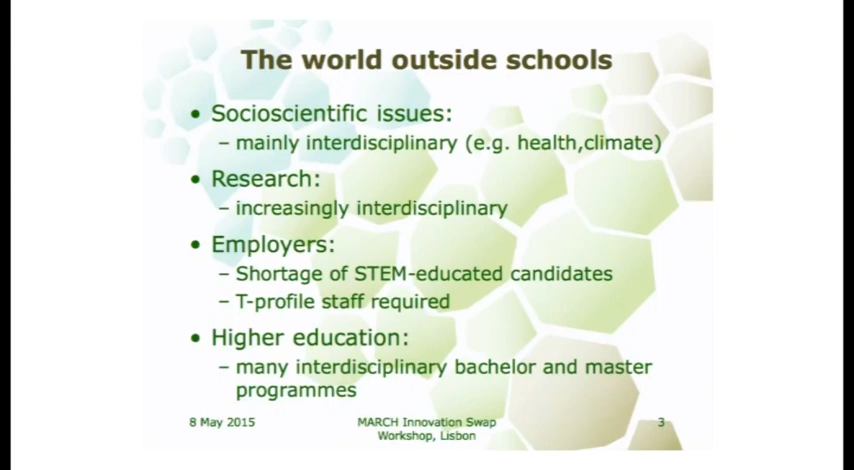 The world outside schools
• Socioscientific issues:
– mainly interdisciplinary (e.g. health,climate)
• Research:
– increasingly interdisciplinary
• Employers:
– Shortage of STEM-educated candidates
– T-profile staff required
• Higher education:
– many interdisciplinary bachelor and master
programmes
8 May 2015
MARCH Innovation Swap
Workshop, Lisbon
3